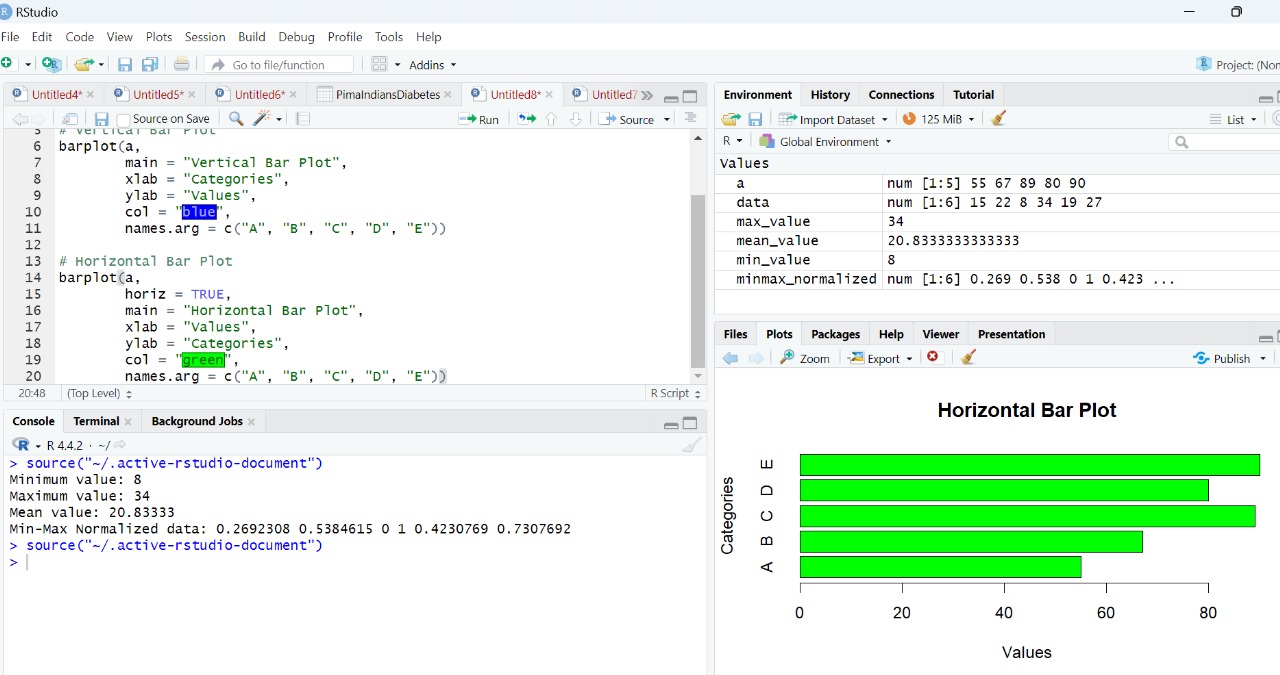 RStudio
File Edit Code View Plots Session Build Debug Profile Tools Help
Go to file/function Addins
Project: (Non
Untitled4* Untitled5* Untitled6* PimaIndiansDiabetes Untitled8* Untitled7
Source on Save Run Source
5 # Vertical Bar Plot
6 barplot(a,
7 main = "Vertical Bar Plot",
8 xlab = "Categories",
9 ylab = "Values",
10 col = "blue",
11 names.arg = c("A", "B", "C", "D", "E"))
12
13 # Horizontal Bar Plot
14 barplot(a,
15 horiz = TRUE,
16 main = "Horizontal Bar Plot",
17 xlab = "Values",
18 ylab = "Categories",
19 col = "green",
20 names.arg = c("A", "B", "C", "D", "E"))
20:48 (Top Level) R Script
Console Terminal Background Jobs
R 4.4.2 · ~/
> source("~/.active-rstudio-document")
Minimum value: 8
Maximum value: 34
Mean value: 20.83333
Min-Max Normalized data: 0.2692308 0.5384615 0 1 0.4230769 0.7307692
> source("~/.active-rstudio-document")
>
Environment History Connections Tutorial
Import Dataset 125 MiB List
R Global Environment
Values
a num [1:5] 55 67 89 80 90
data num [1:6] 15 22 8 34 19 27
max_value 34
mean_value 20.8333333333333
min_value 8
minmax_normalized num [1:6] 0.269 0.538 0 1 0.423 ...
Files Plots Packages Help Viewer Presentation
Zoom Export Publish
Horizontal Bar Plot
Categories
E
D
C
B
A
0 20 40 60 80
Values